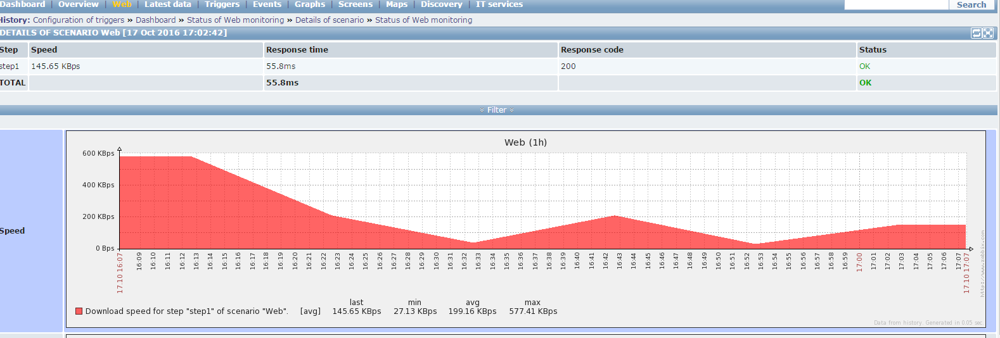 Dashboard | Overview | Web | Latest data | Triggers | Events | Graphs | Screens | Maps | Discovery | IT services
Search
History: Configuration of triggers » Dashboard » Status of Web monitoring » Details of scenario » Status of Web monitoring
DETAILS OF SCENARIO Web [17 Oct 2016 17:02:42]
Step Speed Response time Response code Status
step1 145.65 KBps 55.8ms 200 OK
TOTAL 55.8ms OK
Filter
Web (1h)
600 KBps
400 KBps
200 KBps
0 Bps
Speed
17.10 16:07 16:09 16:10 16:11 16:12 16:13 16:14 16:15 16:16 16:17 16:18 16:19 16:20 16:21 16:22 16:23 16:24 16:25 16:26 16:27 16:28 16:29 16:30 16:31 16:32 16:33 16:34 16:35 16:36 16:37 16:38 16:39 16:40 16:41 16:42 16:43 16:44 16:45 16:46 16:47 16:48 16:49 16:50 16:51 16:52 16:53 16:54 16:55 16:56 16:57 16:58 16:59 17:00 17:01 17:02 17:03 17:04 17:05 17:06 17:07 17.10 17:07
http://www.zabbix.com
last min avg max
Download speed for step "step1" of scenario "Web". [avg] 145.65 KBps 27.13 KBps 199.16 KBps 577.41 KBps
Data from history. Generated in 0.05 sec.